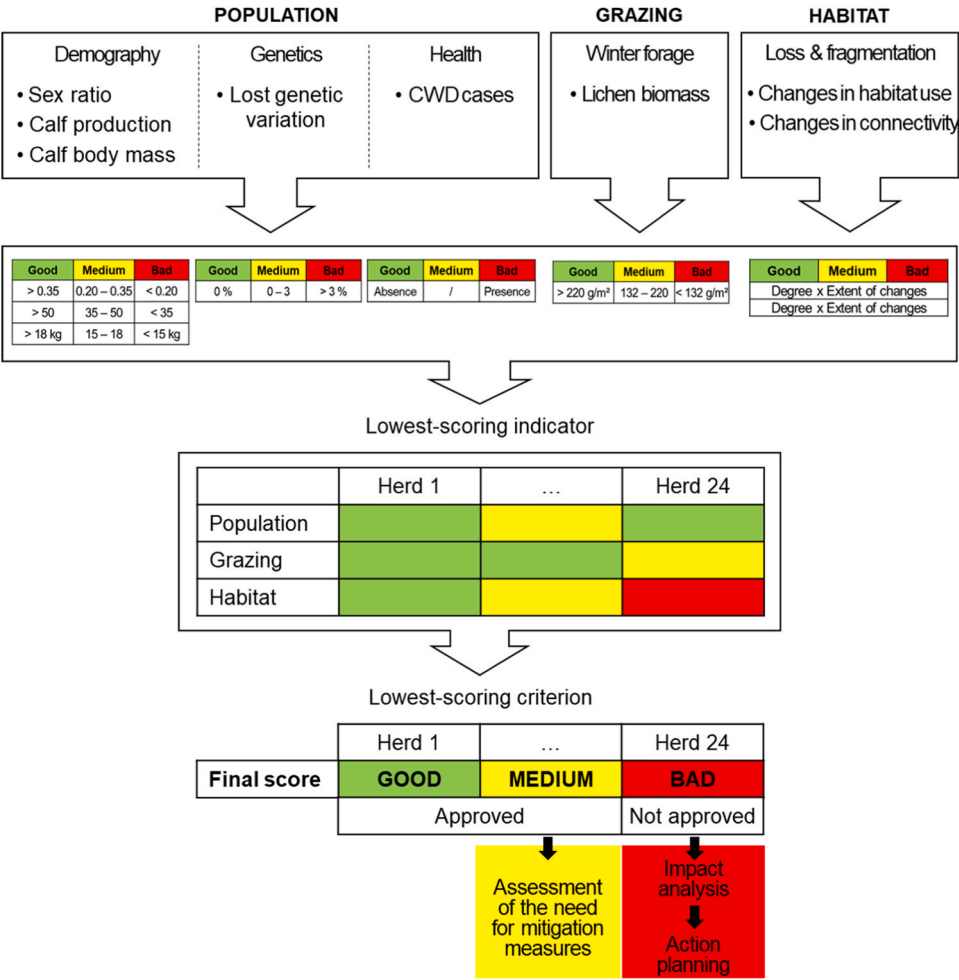 POPULATION
GRAZING
HABITAT
Demography
• Sex ratio
• Calf production
• Calf body mass
Genetics
• Lost genetic
variation
Health
• CWD cases
Winter forage
• Lichen biomass
Loss & fragmentation
• Changes in habitat use
• Changes in connectivity
Good Medium Bad
> 0.35 0.20 – 0.35 < 0.20
> 50 35 – 50 < 35
> 18 kg 15 – 18 < 15 kg
Good Medium Bad
0 % 0 – 3 > 3 %
Good Medium Bad
Absence / Presence
Good Medium Bad
> 220 g/m² 132 – 220 < 132 g/m²
Good Medium Bad
Degree x Extent of changes
Degree x Extent of changes
Lowest-scoring indicator
Herd 1 … Herd 24
Population
Grazing
Habitat
Lowest-scoring criterion
Herd 1 … Herd 24
Final score GOOD MEDIUM BAD
Approved Not approved
Assessment
of the need
for mitigation
measures
Impact
analysis
Action
planning